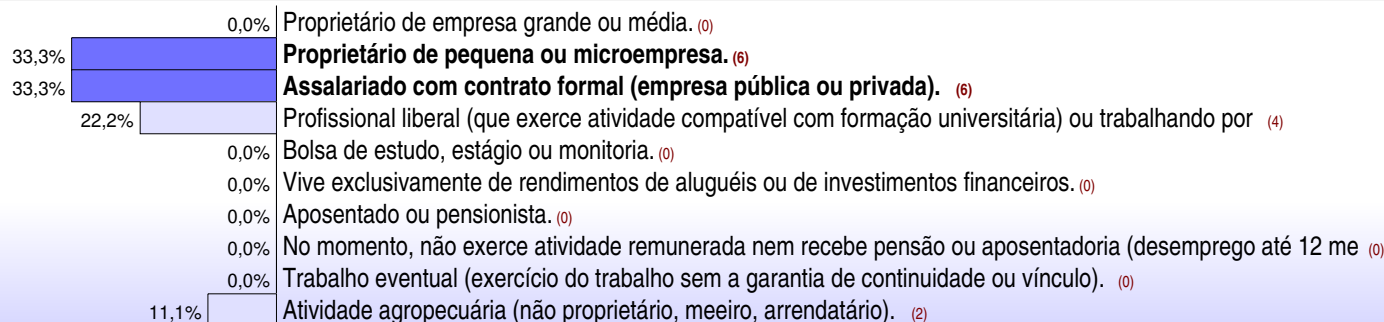 0,0% Proprietário de empresa grande ou média. (0)
33,3% Proprietário de pequena ou microempresa. (6)
33,3% Assalariado com contrato formal (empresa pública ou privada). (6)
22,2% Profissional liberal (que exerce atividade compatível com formação universitária) ou trabalhando por (4)
0,0% Bolsa de estudo, estágio ou monitoria. (0)
0,0% Vive exclusivamente de rendimentos de aluguéis ou de investimentos financeiros. (0)
0,0% Aposentado ou pensionista. (0)
0,0% No momento, não exerce atividade remunerada nem recebe pensão ou aposentadoria (desemprego até 12 me (0)
0,0% Trabalho eventual (exercício do trabalho sem a garantia de continuidade ou vínculo). (0)
11,1% Atividade agropecuária (não proprietário, meeiro, arrendatário). (2)